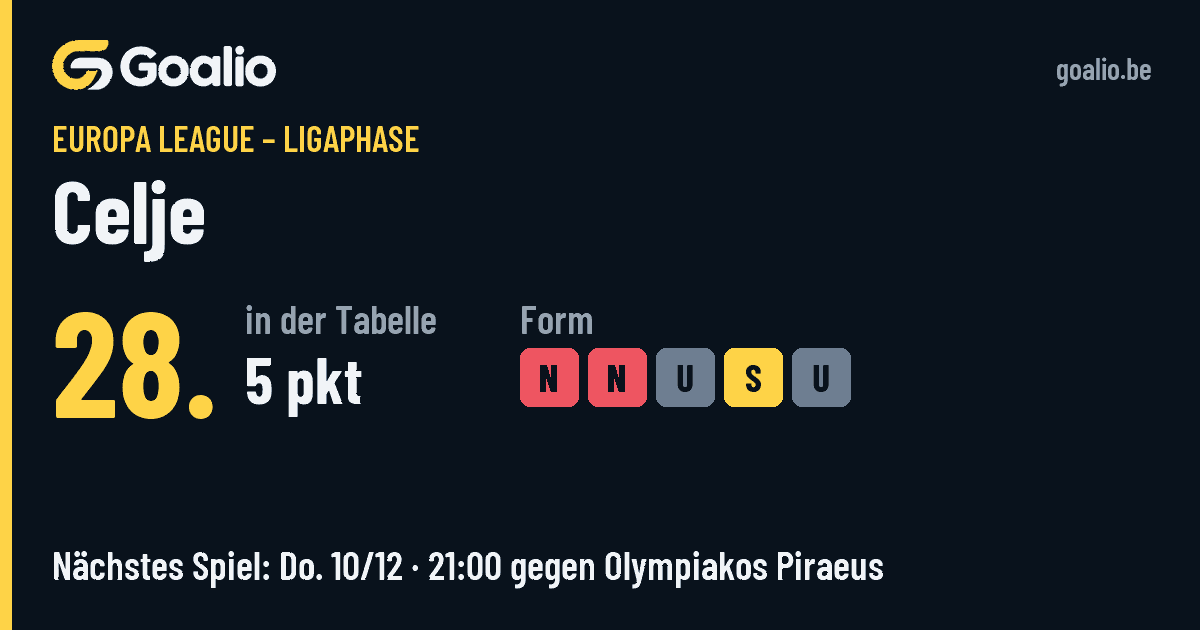 Goalio
goalio.be
EUROPA LEAGUE – LIGAPHASE
Celje
28.
in der Tabelle
5 pkt
Form
N N U S U
Nächstes Spiel: Do. 10/12 · 21:00 gegen Olympiakos Piraeus